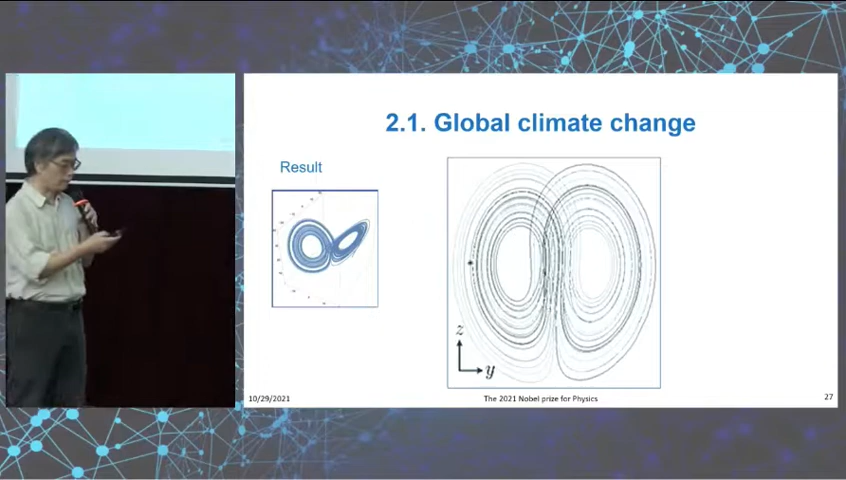 2.1. Global climate change
Result
z
y
10/29/2021
The 2021 Nobel prize for Physics
27